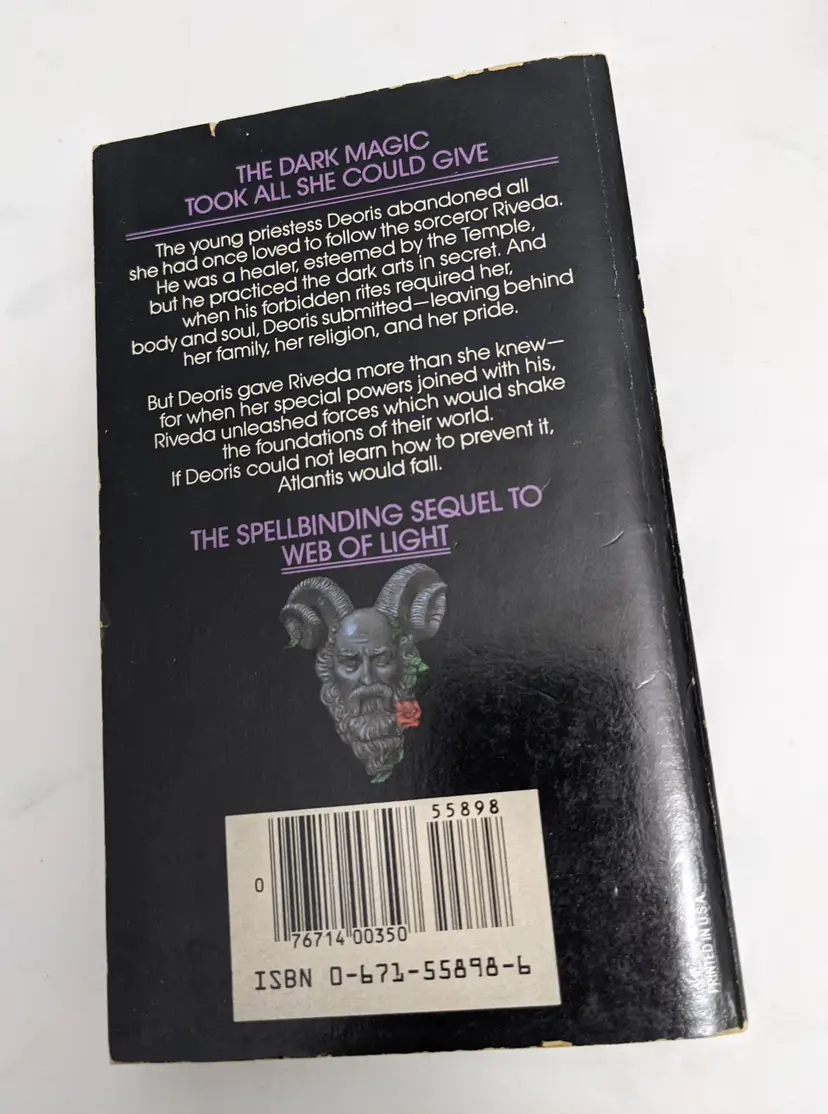 THE DARK MAGIC
TOOK ALL SHE COULD GIVE
The young priestess Deoris abandoned all
she had once loved to follow the sorceror Riveda.
He was a healer, esteemed by the Temple,
but he practiced the dark arts in secret. And
when his forbidden rites required her,
body and soul, Deoris submitted—leaving behind
her family, her religion, and her pride.
But Deoris gave Riveda more than she knew—
for when her special powers joined with his,
Riveda unleashed forces which would shake
the foundations of their world.
If Deoris could not learn how to prevent it,
Atlantis would fall.
THE SPELLBINDING SEQUEL TO
WEB OF LIGHT
55898
0
76714 00350
ISBN 0-671-55898-6
PRINTED IN U.S.A.